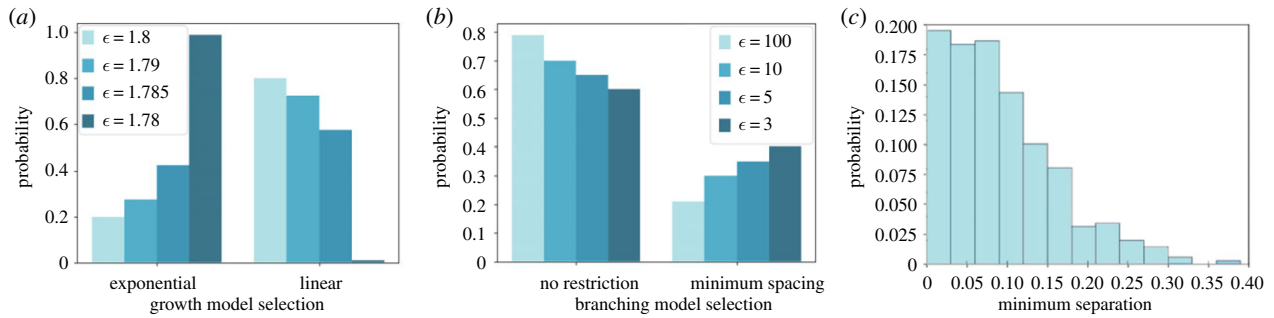 (a)
1.0
0.8
0.6
0.4
0.2
0
probability
ϵ = 1.8
ϵ = 1.79
ϵ = 1.785
ϵ = 1.78
exponential
linear
growth model selection
(b)
0.8
0.7
0.6
0.5
0.4
0.3
0.2
0.1
0
probability
ϵ = 100
ϵ = 10
ϵ = 5
ϵ = 3
no restriction
minimum spacing
branching model selection
(c)
0.200
0.175
0.150
0.125
0.100
0.075
0.050
0.025
0
probability
0 0.05 0.10 0.15 0.20 0.25 0.30 0.35 0.40
minimum separation